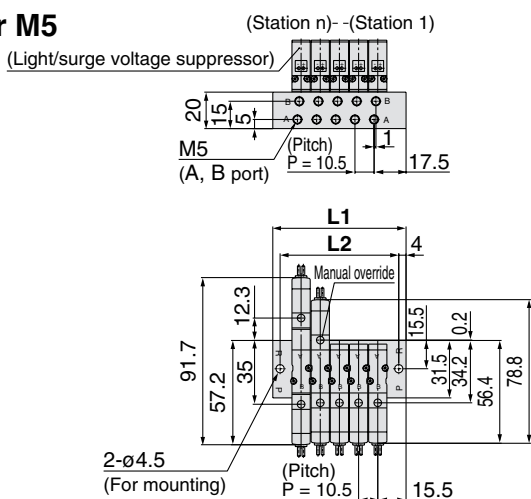 r M5
(Station n)- -(Station 1)
(Light/surge voltage suppressor)
B B
A A
20
15
5
M5
(A, B port)
(Pitch)
P = 10.5
1
17.5
L1
L2
4
Manual override
12.3
91.7
57.2
35
15.5
0.2
31.5
34.2
56.4
78.8
R R
P P
A A A A A
B B B B B
2-ø4.5
(For mounting)
(Pitch)
P = 10.5
15.5